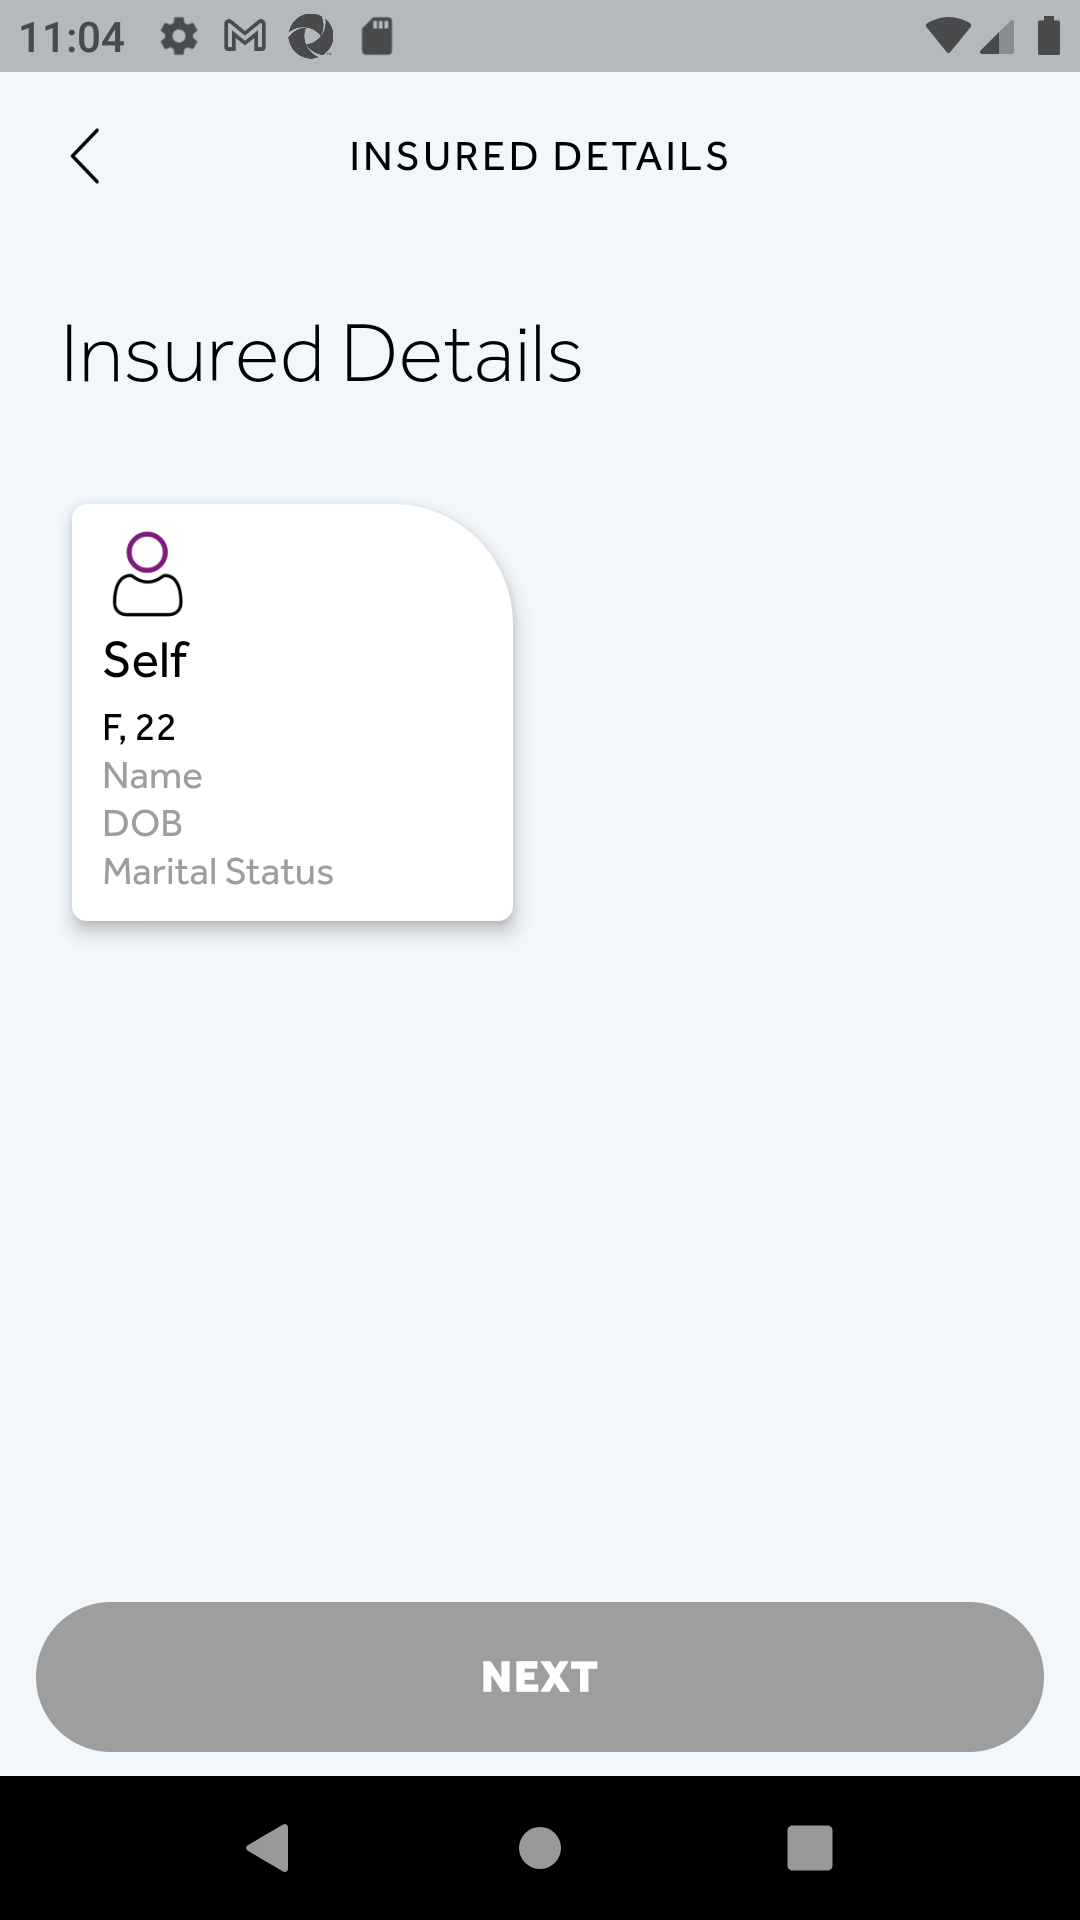 11:04
INSURED DETAILS
Insured Details
Self
F, 22
Name
DOB
Marital Status
NEXT